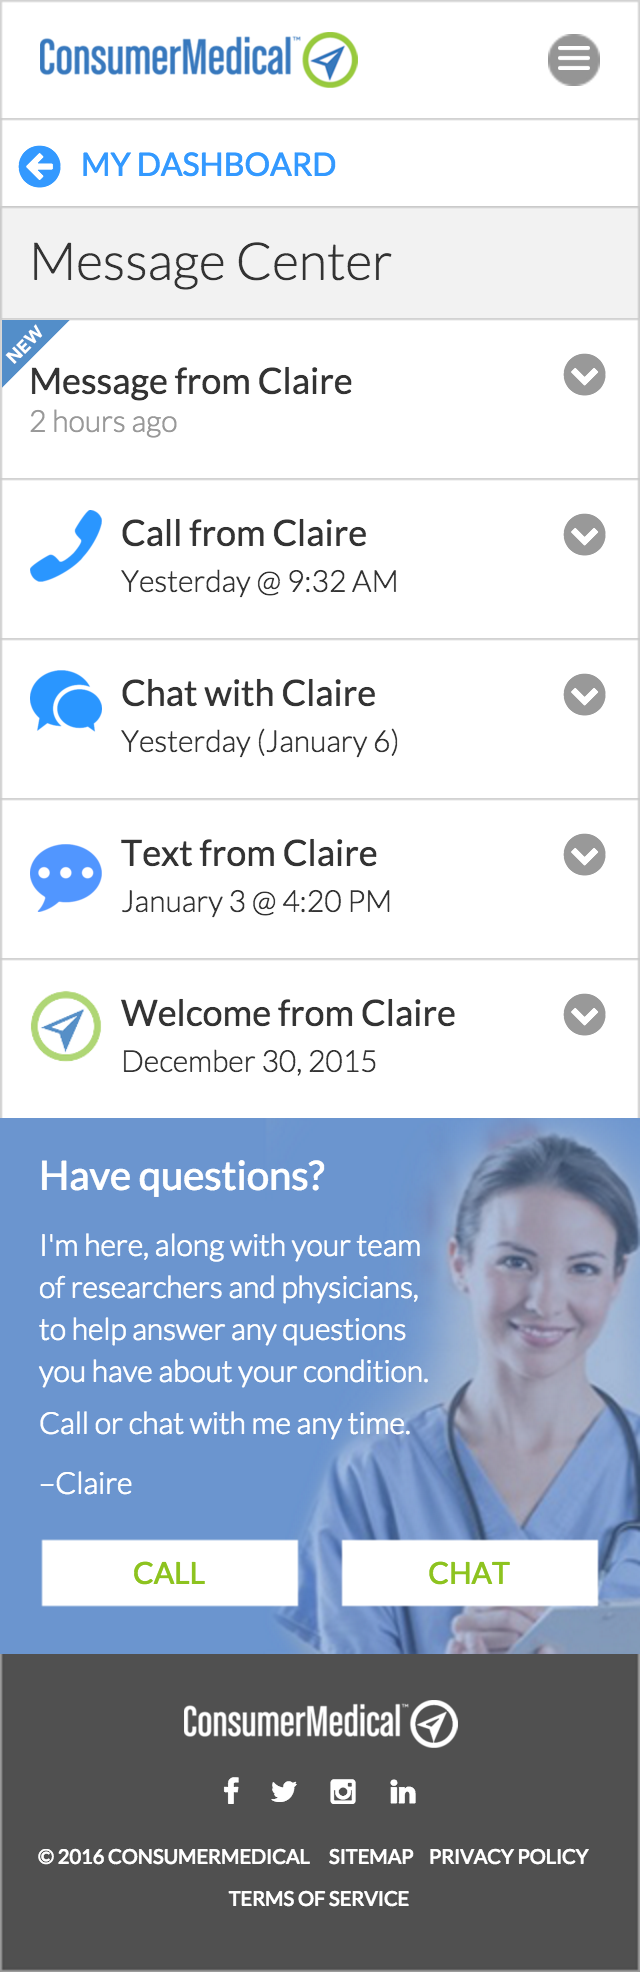 ConsumerMedical™
MY DASHBOARD
Message Center
NEW
Message from Claire
2 hours ago
Call from Claire
Yesterday @ 9:32 AM
Chat with Claire
Yesterday (January 6)
Text from Claire
January 3 @ 4:20 PM
Welcome from Claire
December 30, 2015
Have questions?
I'm here, along with your team
of researchers and physicians,
to help answer any questions
you have about your condition.
Call or chat with me any time.
–Claire
CALL CHAT
ConsumerMedical™
© 2016 CONSUMERMEDICAL SITEMAP PRIVACY POLICY
TERMS OF SERVICE